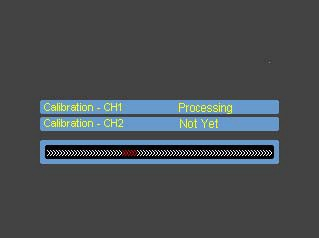 Calibration - CH1 Processing
Calibration - CH2 Not Yet